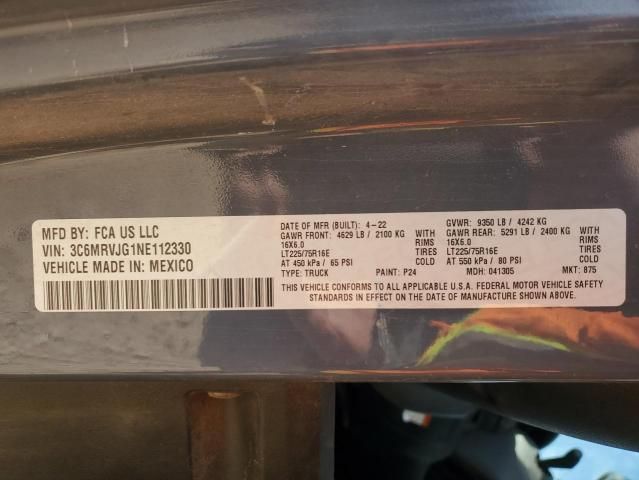 MFD BY: FCA US LLC
VIN: 3C6MRVJG1NE112330
VEHICLE MADE IN: MEXICO
DATE OF MFR (BUILT): 4-22
GVWR: 9350 LB / 4242 KG
GAWR FRONT: 4629 LB / 2100 KG WITH
16X6.0 RIMS
LT225/75R16E TIRES
AT 450 kPa / 65 PSI COLD
GAWR REAR: 5291 LB / 2400 KG WITH
16X6.0 RIMS
LT225/75R16E TIRES
AT 550 kPa / 80 PSI COLD
TYPE: TRUCK PAINT: P24 MDH: 041305 MKT: 875
THIS VEHICLE CONFORMS TO ALL APPLICABLE U.S.A. FEDERAL MOTOR VEHICLE SAFETY
STANDARDS IN EFFECT ON THE DATE OF MANUFACTURE SHOWN ABOVE.